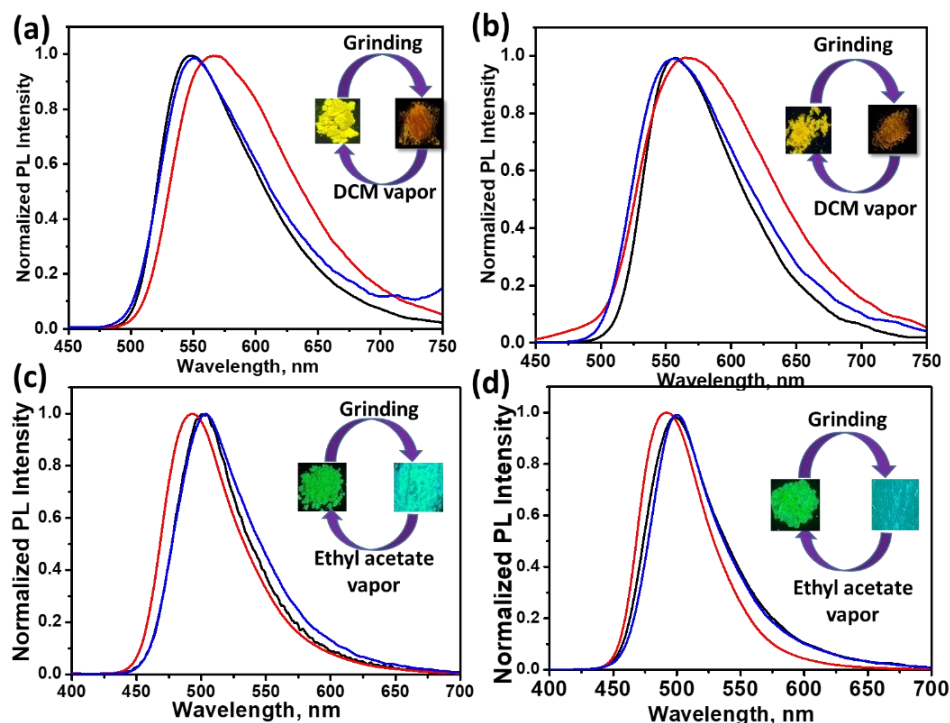 (a)
Normalized PL Intensity
1.0
0.8
0.6
0.4
0.2
0.0
450 500 550 600 650 700 750
Wavelength, nm
Grinding
DCM vapor
(b)
Normalized PL Intensity
1.0
0.8
0.6
0.4
0.2
0.0
450 500 550 600 650 700 750
Wavelength, nm
Grinding
DCM vapor
(c)
Normalized PL Intensity
1.0
0.8
0.6
0.4
0.2
0.0
400 450 500 550 600 650 700
Wavelength, nm
Grinding
Ethyl acetate
vapor
(d)
Normalized PL Intensity
1.0
0.8
0.6
0.4
0.2
0.0
400 450 500 550 600 650 700
Wavelength, nm
Grinding
Ethyl acetate
vapor